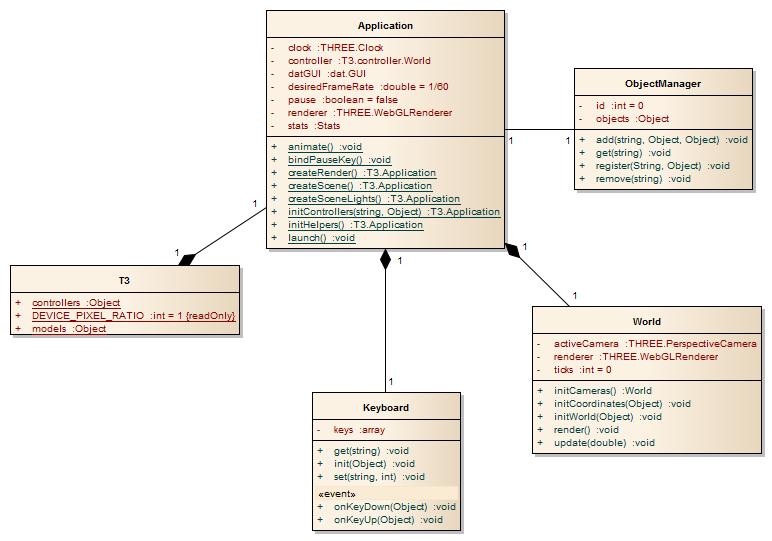 Application
- clock :THREE.Clock
- controller :T3.controller.World
- datGUI :dat.GUI
- desiredFrameRate :double = 1/60
- pause :boolean = false
- renderer :THREE.WebGLRenderer
- stats :Stats
+ animate() :void
+ bindPauseKey() :void
+ createRender() :T3.Application
+ createScene() :T3.Application
+ createSceneLights() :T3.Application
+ initControllers(string, Object) :T3.Application
+ initHelpers() :T3.Application
+ launch() :void
ObjectManager
- id :int = 0
- objects :Object
+ add(string, Object, Object) :void
+ get(string) :void
+ register(String, Object) :void
+ remove(string) :void
1
1
1
1
1
1
1
1
T3
+ controllers :Object
+ DEVICE_PIXEL_RATIO :int = 1 {readOnly}
+ models :Object
World
- activeCamera :THREE.PerspectiveCamera
- renderer :THREE.WebGLRenderer
- ticks :int = 0
+ initCameras() :World
+ initCoordinates(Object) :void
+ initWorld(Object) :void
+ render() :void
+ update(double) :void
Keyboard
- keys :array
+ get(string) :void
+ init(Object) :void
+ set(string, int) :void
«event»
+ onKeyDown(Object) :void
+ onKeyUp(Object) :void